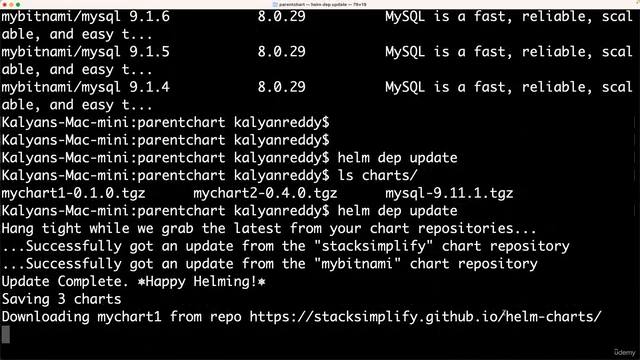 parentchart — helm dep update — 79×19
mybitnami/mysql 9.1.6 8.0.29 MySQL is a fast, reliable, scal
able, and easy t...
mybitnami/mysql 9.1.5 8.0.29 MySQL is a fast, reliable, scal
able, and easy t...
mybitnami/mysql 9.1.4 8.0.29 MySQL is a fast, reliable, scal
able, and easy t...
Kalyans-Mac-mini:parentchart kalyanreddy$
Kalyans-Mac-mini:parentchart kalyanreddy$
Kalyans-Mac-mini:parentchart kalyanreddy$ helm dep update
Kalyans-Mac-mini:parentchart kalyanreddy$ ls charts/
mychart1-0.1.0.tgz mychart2-0.4.0.tgz mysql-9.11.1.tgz
Kalyans-Mac-mini:parentchart kalyanreddy$ helm dep update
Hang tight while we grab the latest from your chart repositories...
...Successfully got an update from the "stacksimplify" chart repository
...Successfully got an update from the "mybitnami" chart repository
Update Complete. ⎈Happy Helming!⎈
Saving 3 charts
Downloading mychart1 from repo https://stacksimplify.github.io/helm-charts/
udemy